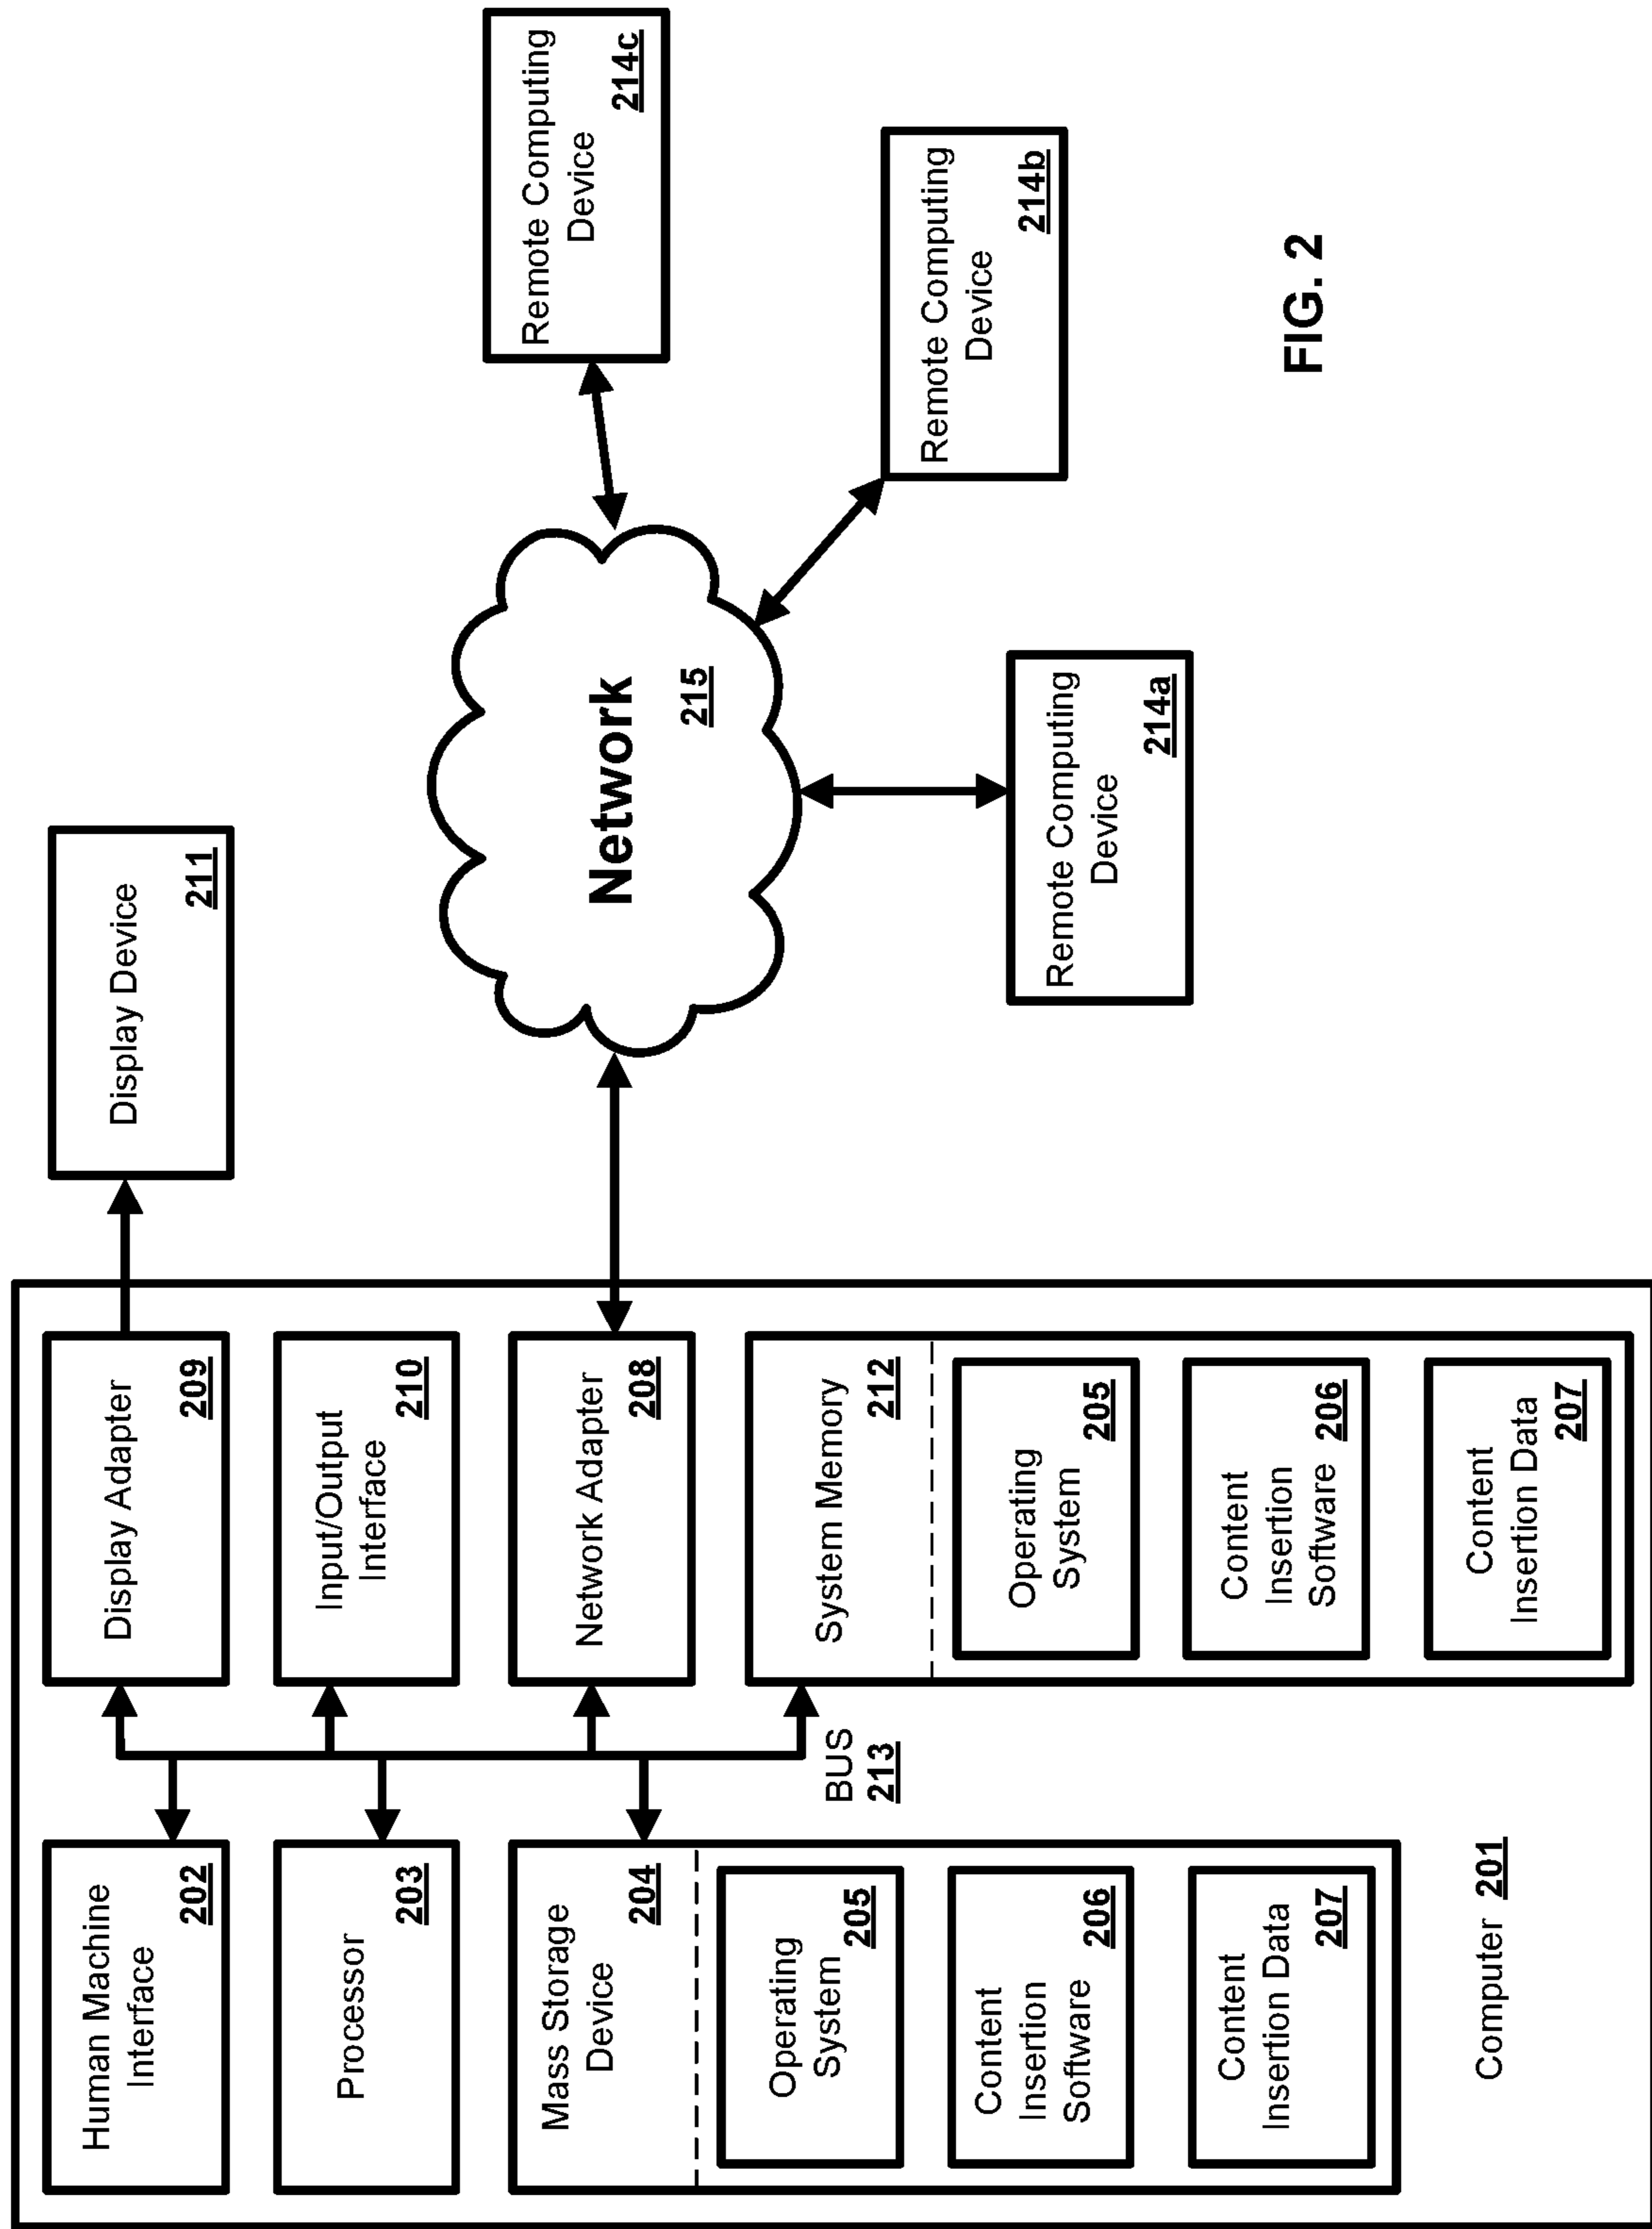 Human Machine
Interface
202
Processor
203
Mass Storage
Device
204
Operating
System
205
Content
Insertion
Software
206
Content
Insertion Data
207
Computer 201
BUS
213
Display Adapter
209
Input/Output
Interface
210
Network Adapter
208
System Memory
212
Operating
System
205
Content
Insertion
Software
206
Content
Insertion Data
207
Display Device
211
Network
215
Remote Computing
Device
214a
Remote Computing
Device
214b
Remote Computing
Device
214c
FIG. 2